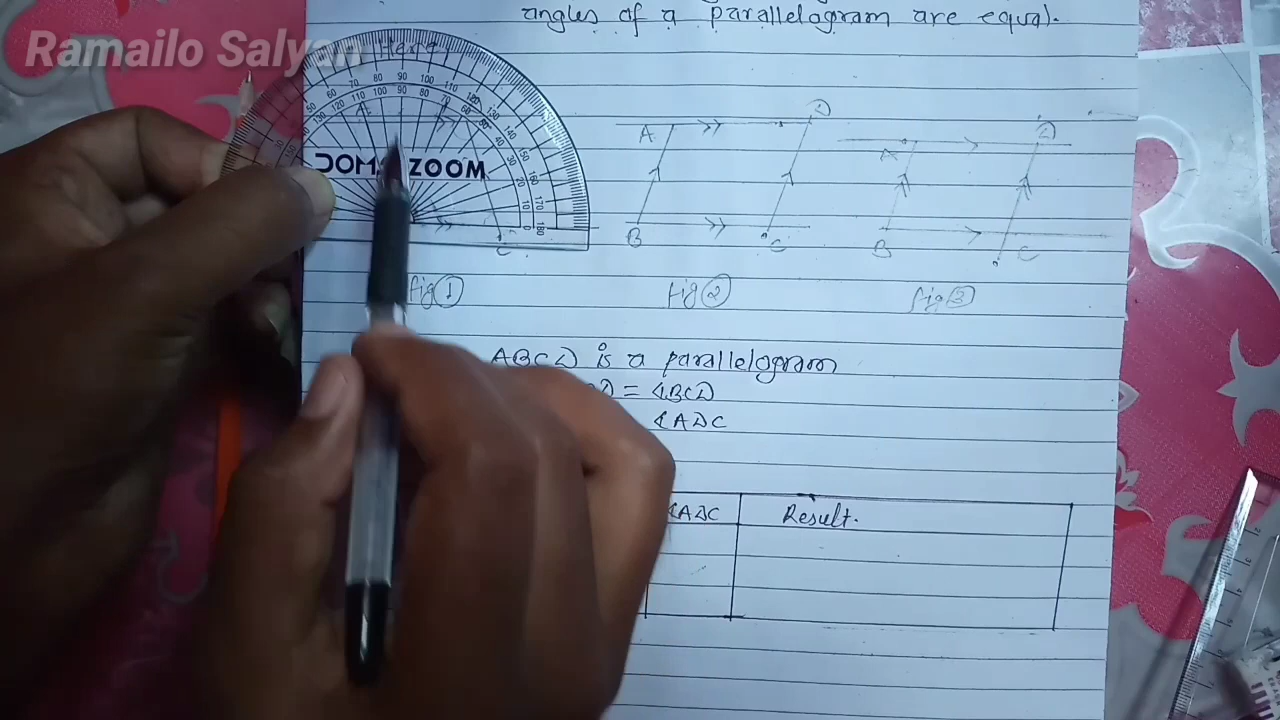 angles of a parallelogram are equal.
Ramailo Salyan
DOMS ZOOM
A D
B C
A D
B C
C
fig ① fig ② fig ③
ABCD is a parallelogram
= ∢BCD
∢ADC
∢ADC Result.